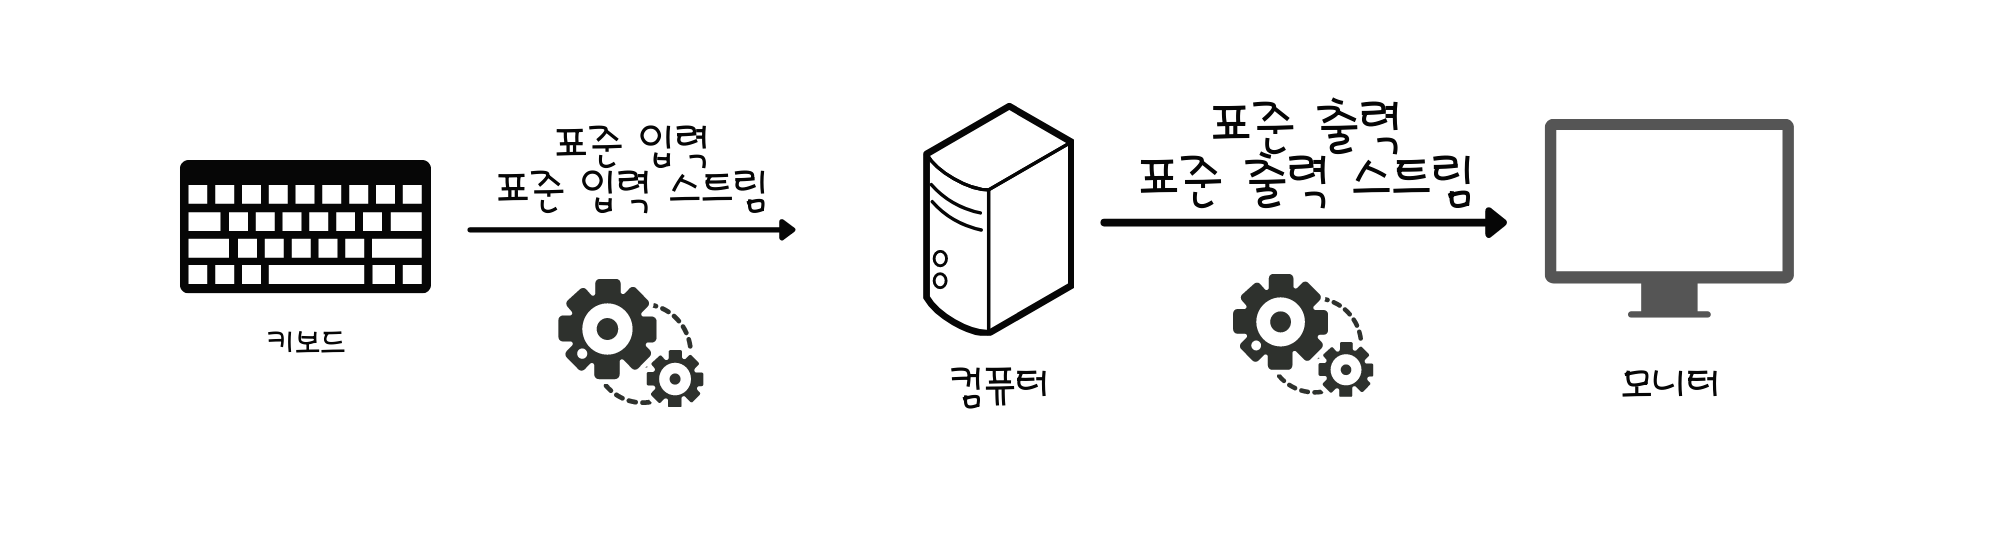 표준 입력
표준 입력 스트림
표준 출력
표준 출력 스트림
키보드
컴퓨터
모니터